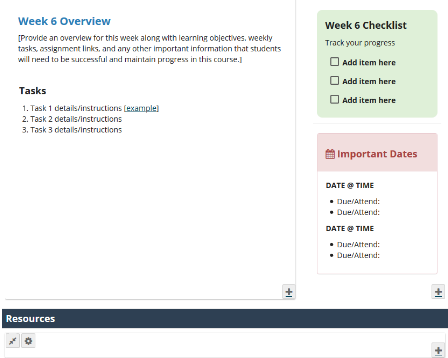 Week 6 Overview
[Provide an overview for this week along with learning objectives, weekly
tasks, assignment links, and any other important information that students
will need to be successful and maintain progress in this course.]
Tasks
1. Task 1 details/instructions [example]
2. Task 2 details/instructions
3. Task 3 details/instructions
Week 6 Checklist
Track your progress
Add item here
Add item here
Add item here
Important Dates
DATE @ TIME
• Due/Attend:
• Due/Attend:
DATE @ TIME
• Due/Attend:
• Due/Attend:
Resources